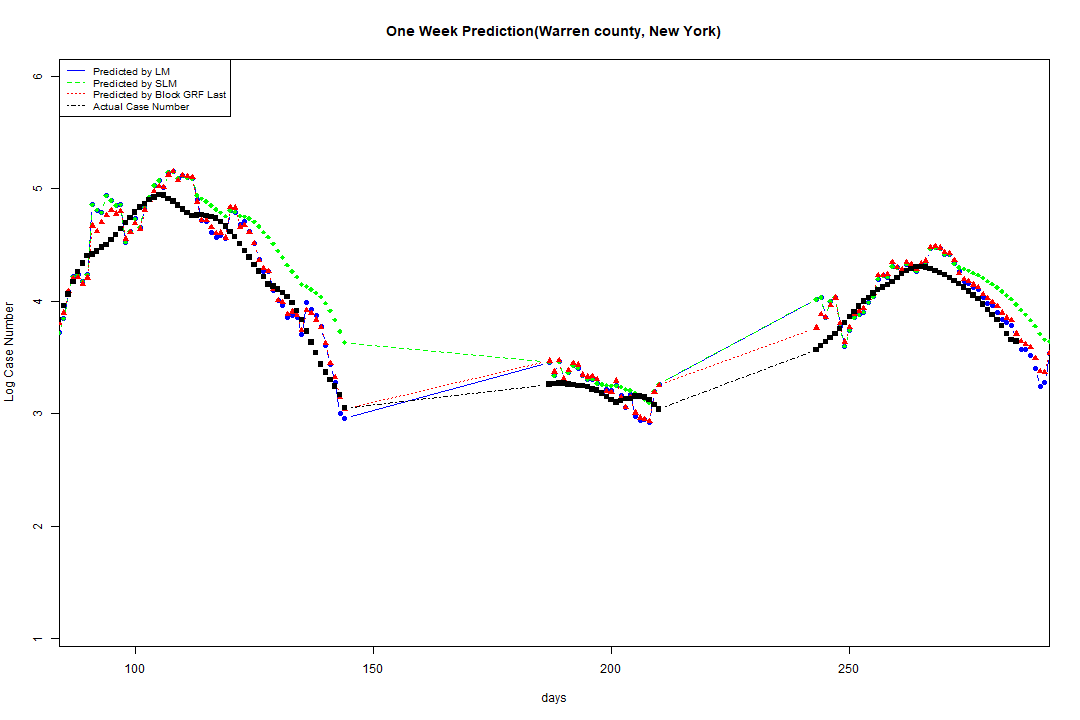 One Week Prediction(Warren county, New York)
Predicted by LM
Predicted by SLM
Predicted by Block GRF Last
Actual Case Number
6
5
4
3
2
1
Log Case Number
100 150 200 250
days